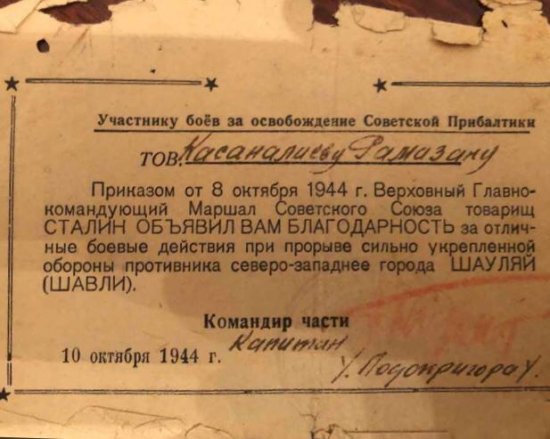 Участнику боёв за освобождение Советской Прибалтики
ТОВ. Касаналиеву Рамазану
Приказом от 8 октября 1944 г. Верховный Главно-
командующий Маршал Советского Союза товарищ
СТАЛИН ОБЪЯВИЛ ВАМ БЛАГОДАРНОСТЬ за отлич-
ные боевые действия при прорыве сильно укрепленной
обороны противника северо-западнее города ШАУЛЯЙ
(ШАВЛИ).
Командир части
Капитан
10 октября 1944 г.
Подопригора